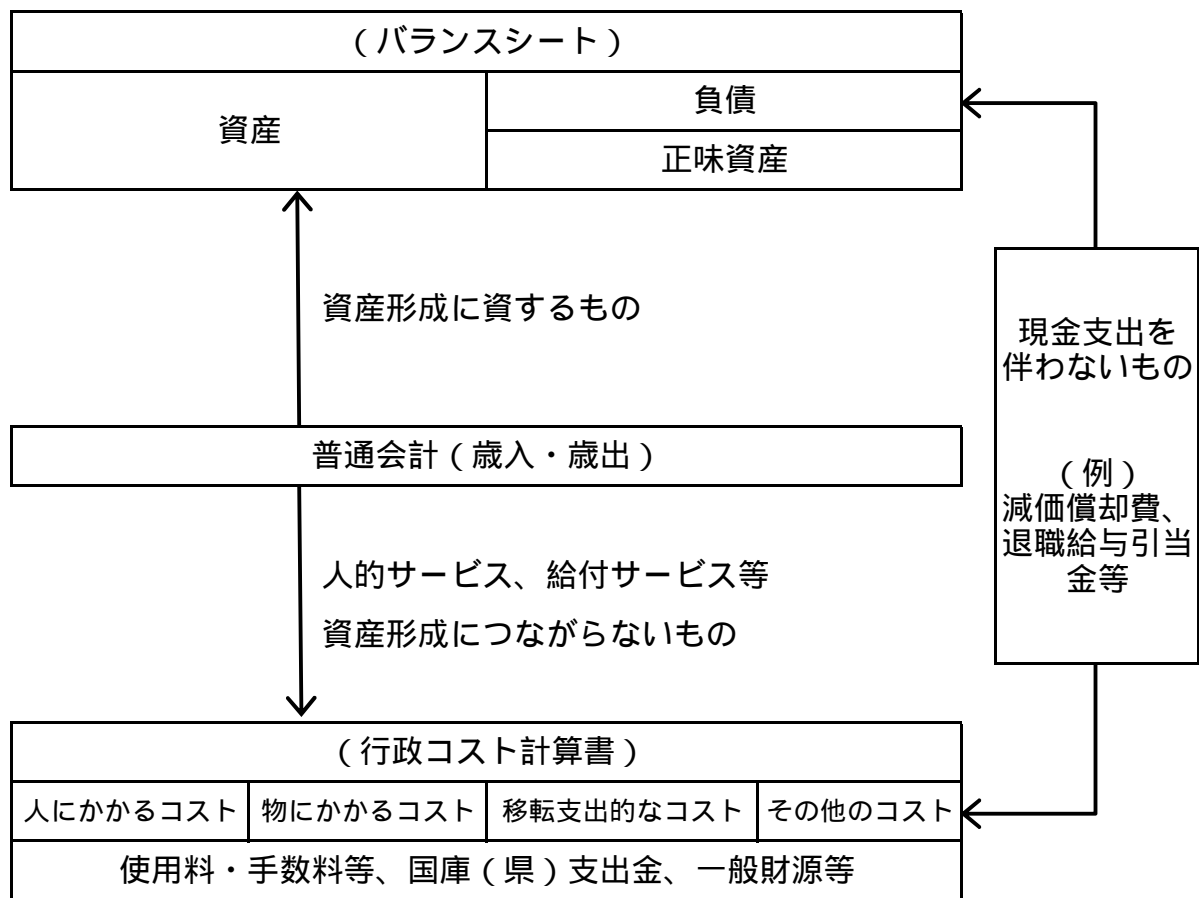 （バランスシート）
資産
負債
正味資産
資産形成に資するもの
現金支出を
伴わないもの
（例）
減価償却費、
退職給与引当
金等
普通会計（歳入・歳出）
人的サービス、給付サービス等
資産形成につながらないもの
（行政コスト計算書）
人にかかるコスト
物にかかるコスト
移転支出的なコスト
その他のコスト
使用料・手数料等、国庫（県）支出金、一般財源等